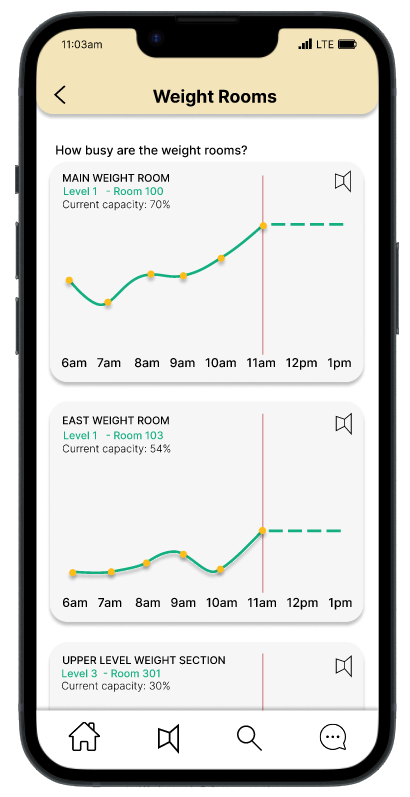 11:03am LTE
Weight Rooms
How busy are the weight rooms?
MAIN WEIGHT ROOM
Level 1 - Room 100
Current capacity: 70%
6am 7am 8am 9am 10am 11am 12pm 1pm
EAST WEIGHT ROOM
Level 1 - Room 103
Current capacity: 54%
6am 7am 8am 9am 10am 11am 12pm 1pm
UPPER LEVEL WEIGHT SECTION
Level 3 - Room 301
Current capacity: 30%